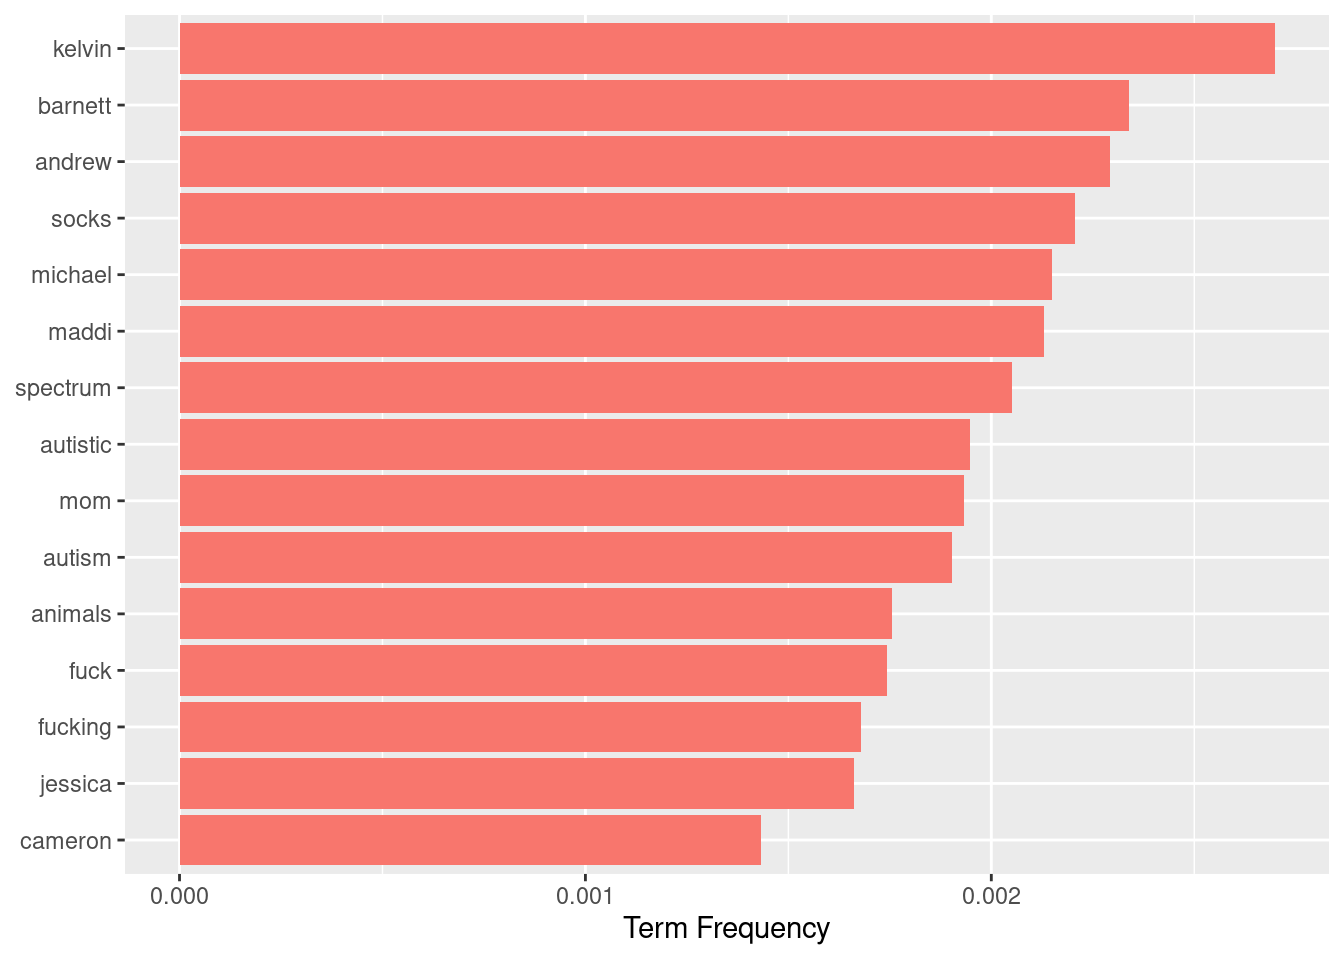 kelvin
barnett
andrew
socks
michael
maddi
spectrum
autistic
mom
autism
animals
fuck
fucking
jessica
cameron
0.000 0.001 0.002
Term Frequency